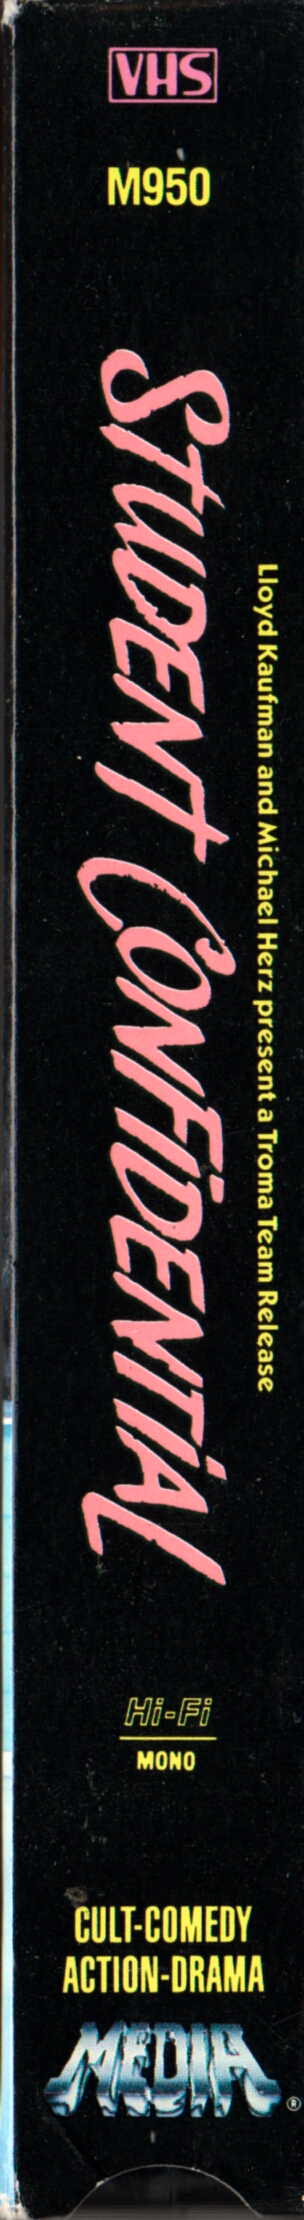 VHS
M950
Lloyd Kaufman and Michael Herz present a Troma Team Release
STUDENT CONFIDENTIAL
Hi-Fi
MONO
CULT-COMEDY
ACTION-DRAMA
MEDIA ®